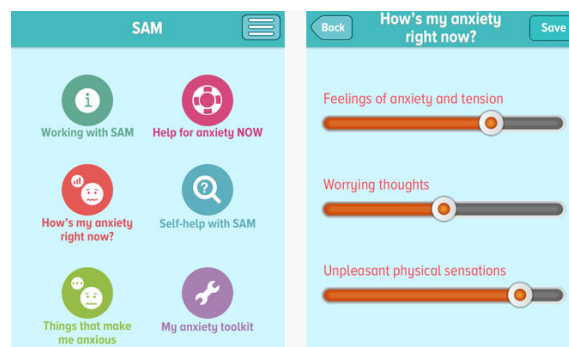 SAM
Working with SAM
Help for anxiety NOW
How's my anxiety
right now?
Self-help with SAM
Things that make
me anxious
My anxiety toolkit
Back
How's my anxiety
right now?
Save
Feelings of anxiety and tension
Worrying thoughts
Unpleasant physical sensations